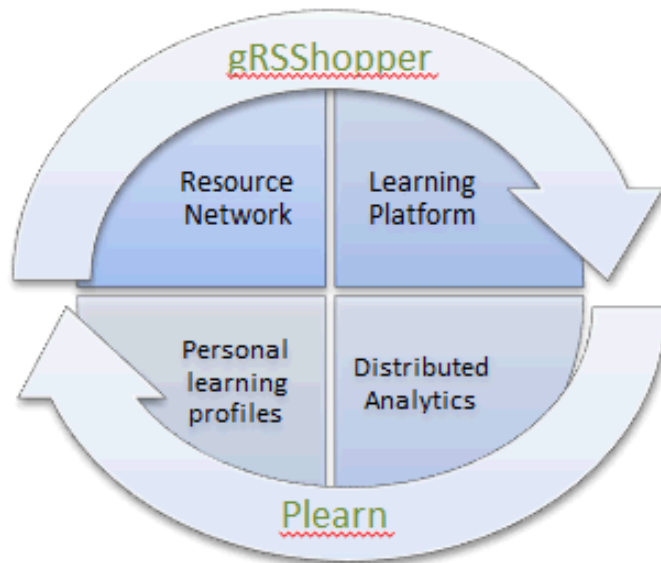 gRSShopper
Resource
Network
Learning
Platform
Personal
learning
profiles
Distributed
Analytics
Plearn